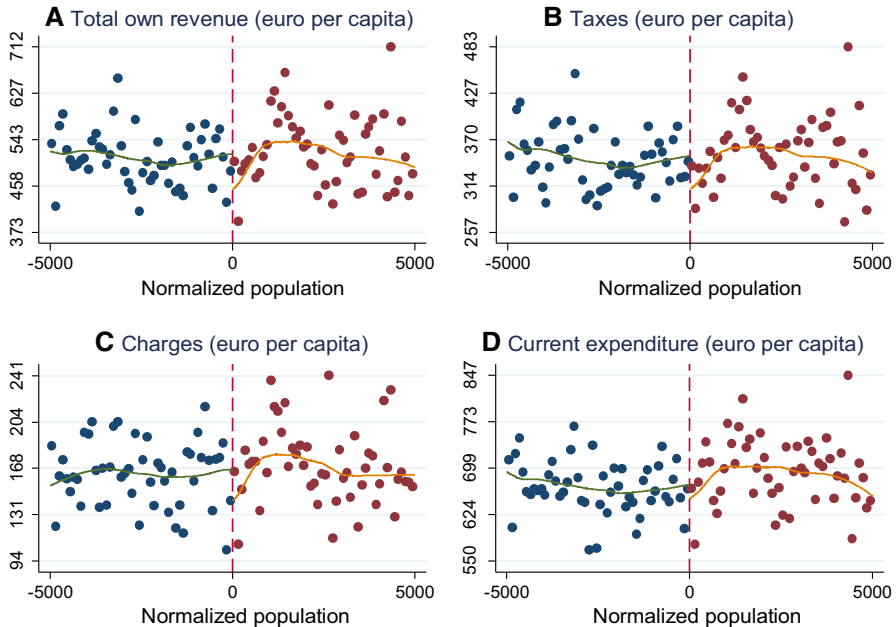 A Total own revenue (euro per capita)
712
627
543
458
373
-5000 0 5000
Normalized population
B Taxes (euro per capita)
483
427
370
314
257
-5000 0 5000
Normalized population
C Charges (euro per capita)
241
204
168
131
94
-5000 0 5000
Normalized population
D Current expenditure (euro per capita)
847
773
699
624
550
-5000 0 5000
Normalized population